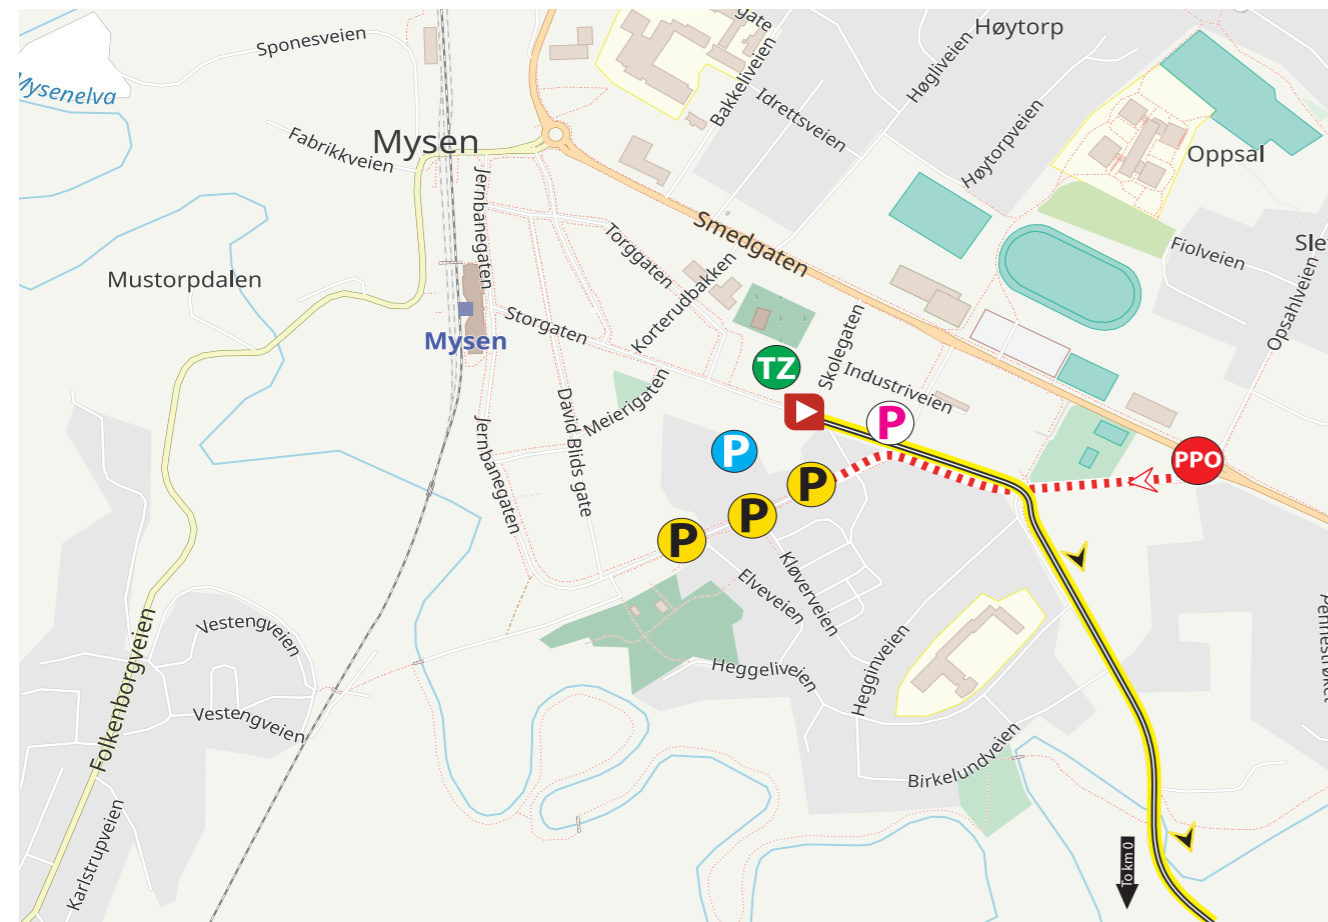 gate
Høytorp
Sponesveien
Bakkeliveien
Høgliveien
Mysenelva
Idrettsveien
Fabrikkveien
Mysen
Høytorpveien
Oppsal
Jernbanegaten
Smedgaten
Torggaten
Fiolveien
Mustorpdalen
Korterudbakken
Opsahlveien
Storgaten
Mysen
Skolegaten
TZ
Industriveien
Meierigaten
David Blids gate
P
P
PPO
Jernbanegaten
P
P
P
Kløverveien
Elveveien
Vestengveien
Hegginveien
Heggeliveien
Folkenborgveien
Vestengveien
Birkelundveien
Karlstrupveien
To km 0